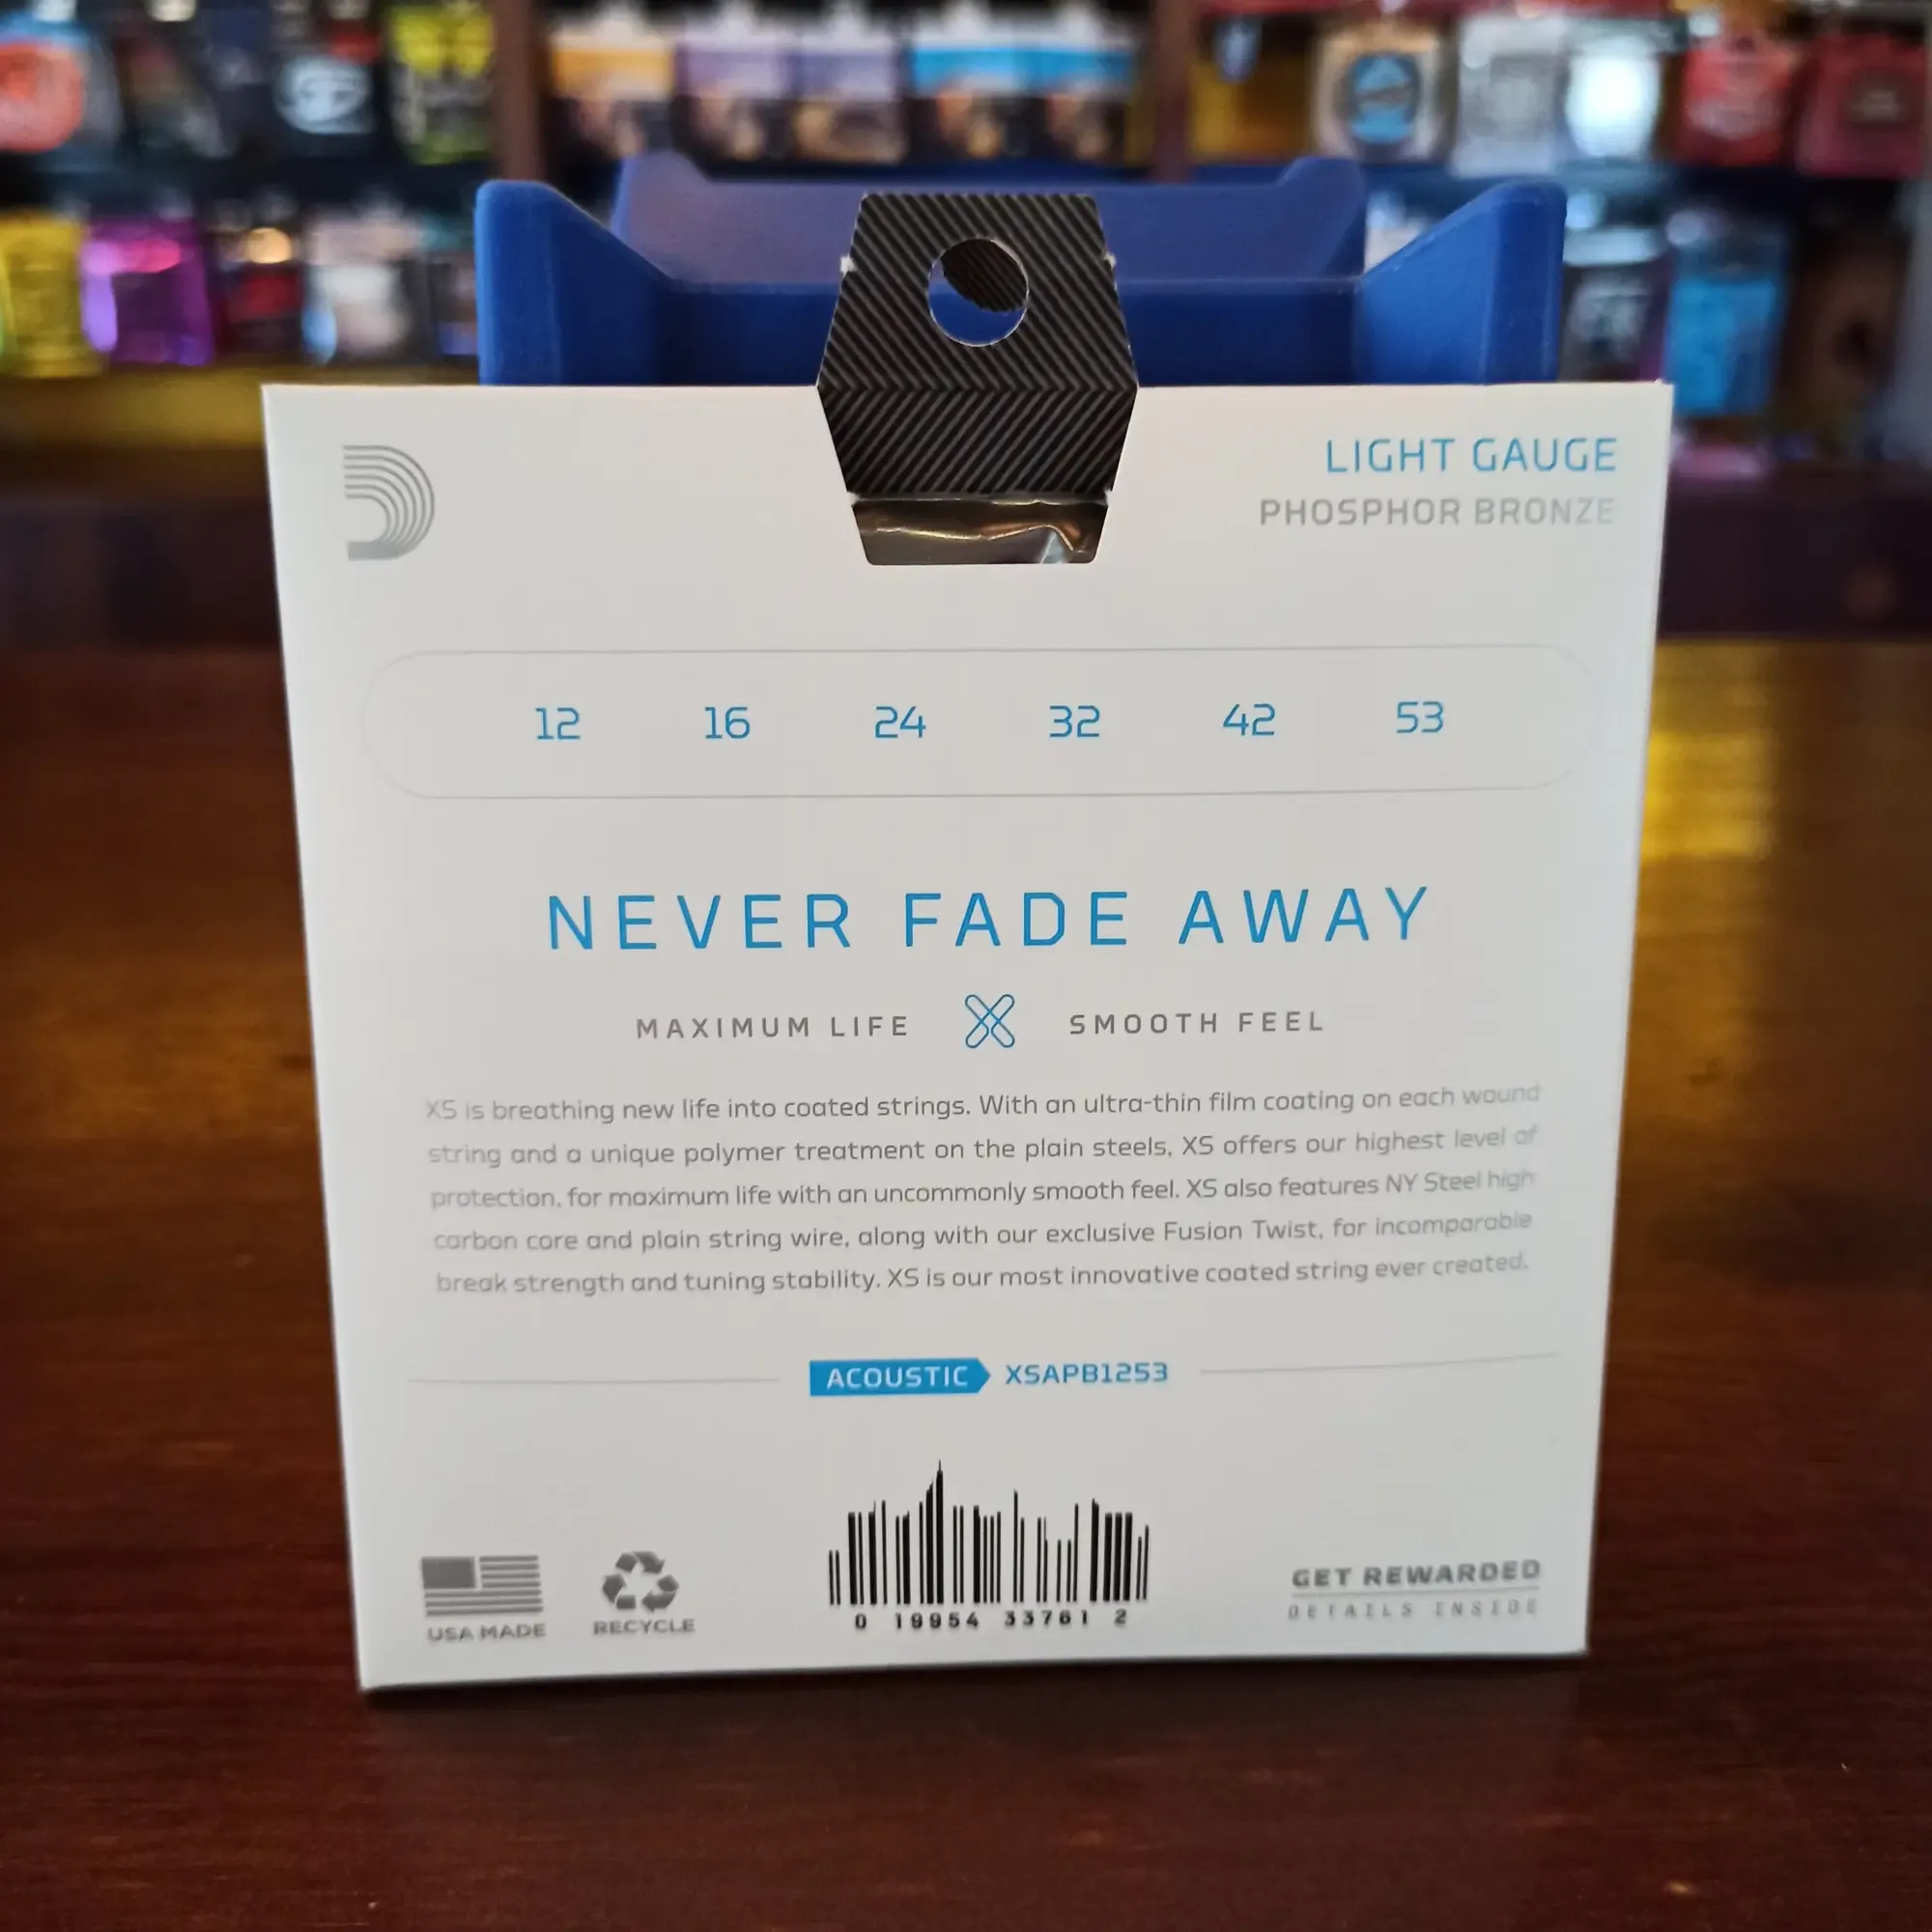 LIGHT GAUGE
PHOSPHOR BRONZE
12 16 24 32 42 53
NEVER FADE AWAY
MAXIMUM LIFE SMOOTH FEEL
XS is breathing new life into coated strings. With an ultra-thin film coating on each wound
string and a unique polymer treatment on the plain steels, XS offers our highest level of
protection, for maximum life with an uncommonly smooth feel. XS also features NY Steel high
carbon core and plain string wire, along with our exclusive Fusion Twist, for incomparable
break strength and tuning stability. XS is our most innovative coated string ever created.
ACOUSTIC XSAPB1253
USA MADE
RECYCLE
0 19954 33761 2
GET REWARDED
DETAILS INSIDE